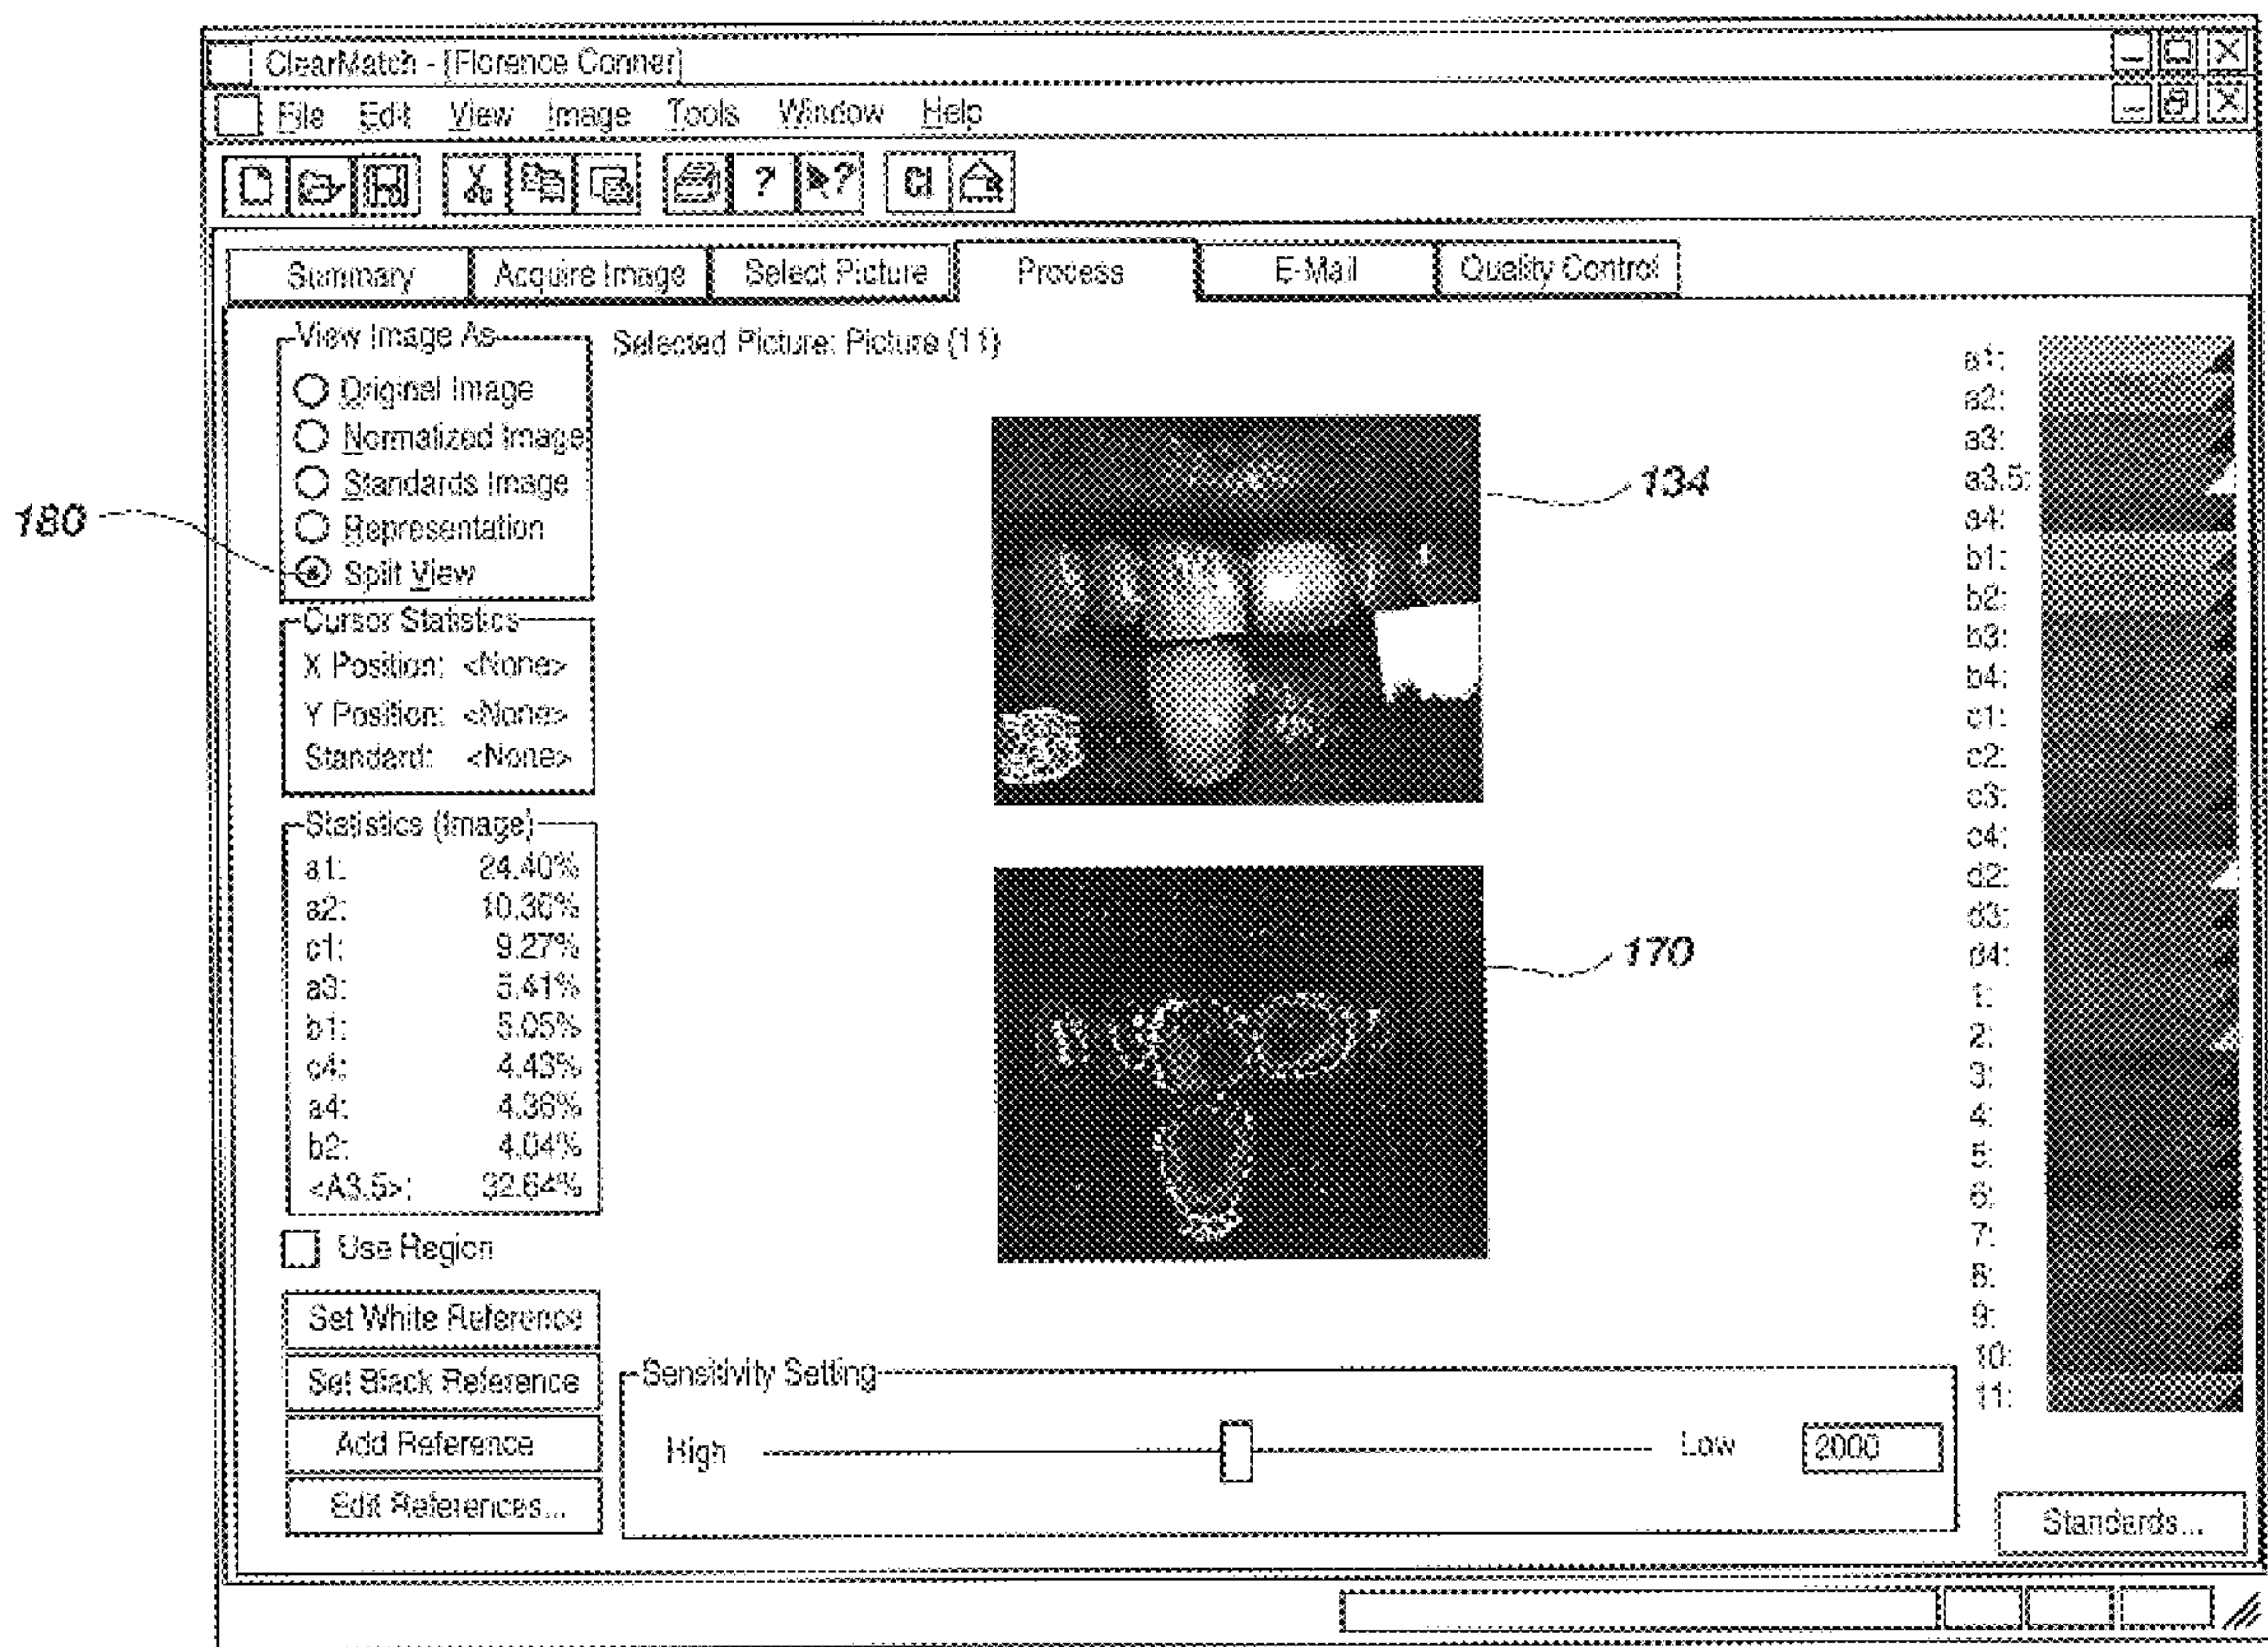 ClearMatch - [Florence Conner]
File Edit View Image Tools Window Help
? ? CI
Summary Acquire Image Select Picture Process E-Mail Quality Control
View Image As
Original Image
Normalized Image
Standards Image
Representation
Split View
180
Cursor Statistics
X Position: <None>
Y Position: <None>
Standard: <None>
Statistics (Image)
a1: 24.40%
a2: 10.36%
c1: 9.27%
a3: 5.41%
b1: 5.05%
c4: 4.43%
a4: 4.36%
b2: 4.04%
<A3.5>: 32.64%
Use Region
Set White Reference
Set Black Reference
Add Reference
Edit References...
Selected Picture: Picture (11)
134
170
Sensitivity Setting
High Low 2000
a1:
a2:
a3:
a3.5:
a4:
b1:
b2:
b3:
b4:
c1:
c2:
c3:
c4:
d2:
d3:
d4:
1:
2:
3:
4:
5:
6:
7:
8:
9:
10:
11:
Standards...